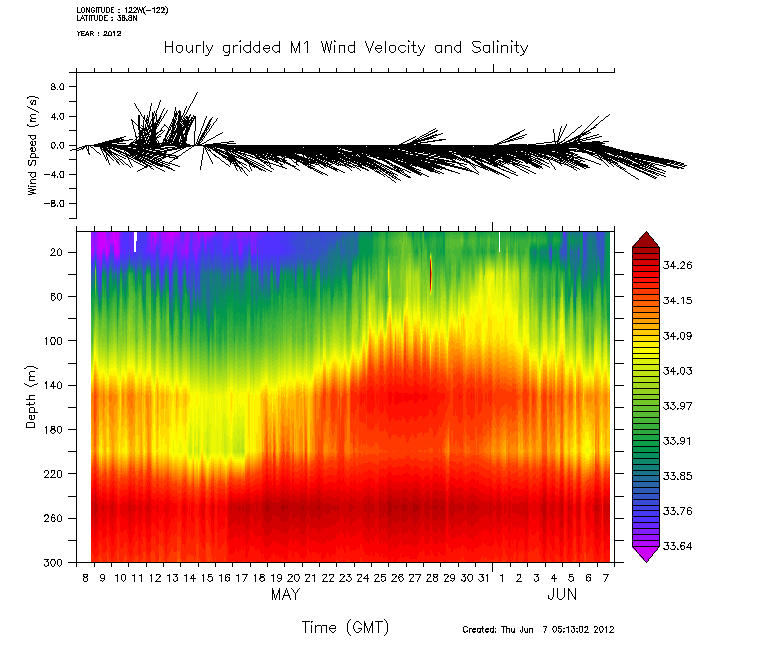 LONGITUDE : 122W(-122)
LATITUDE : 36.8N
YEAR : 2012
Hourly gridded M1 Wind Velocity and Salinity
Wind Speed (m/s)
8.0
4.0
0.0
-4.0
-8.0
Depth (m)
20
60
100
140
180
220
260
300
34.26
34.15
34.09
34.03
33.97
33.91
33.85
33.76
33.64
8 9 10 11 12 13 14 15 16 17 18 19 20 21 22 23 24 25 26 27 28 29 30 31 1 2 3 4 5 6 7
MAY JUN
Time (GMT)
Created: Thu Jun 7 05:13:02 2012